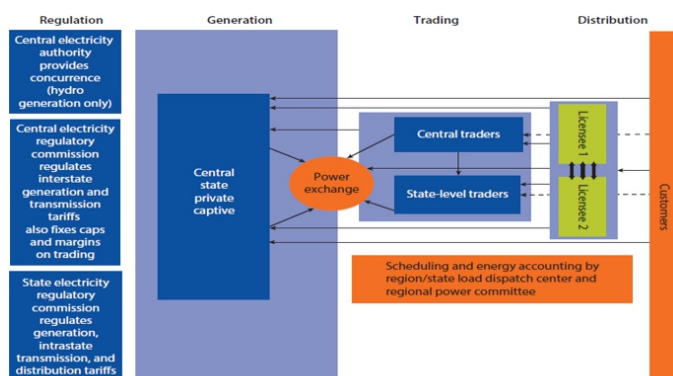 Regulation
Generation
Trading
Distribution
Central electricity
authority
provides
concurrence
(hydro
generation only)
Central electricity
regulatory
commission
regulates
interstate
generation and
transmission
tariffs
also fixes caps
and margins
on trading
State electricity
regulatory
commission
regulates
generation,
intrastate
transmission, and
distribution tariffs
Central
state
private
captive
Power
exchange
Central traders
State-level traders
Licensee 1
Licensee 2
Customers
Scheduling and energy accounting by
region/state load dispatch center and
regional power committee